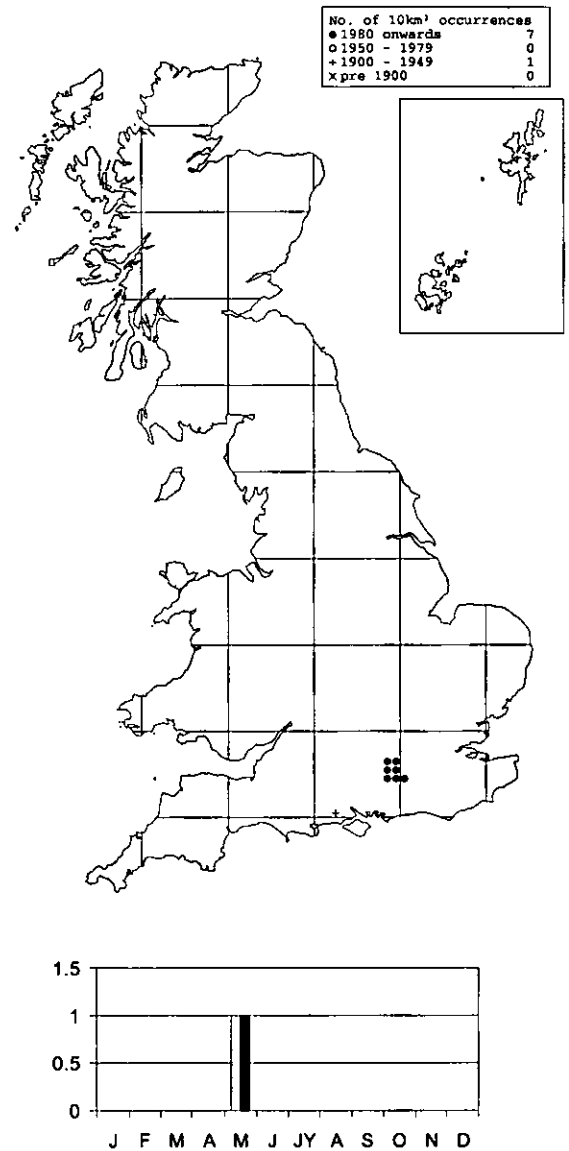 No. of 10km² occurrences
● 1980 onwards 7
○ 1950 - 1979 0
+ 1900 - 1949 1
x pre 1900 0
1.5
1
0.5
0
J F M A M J JY A S O N D